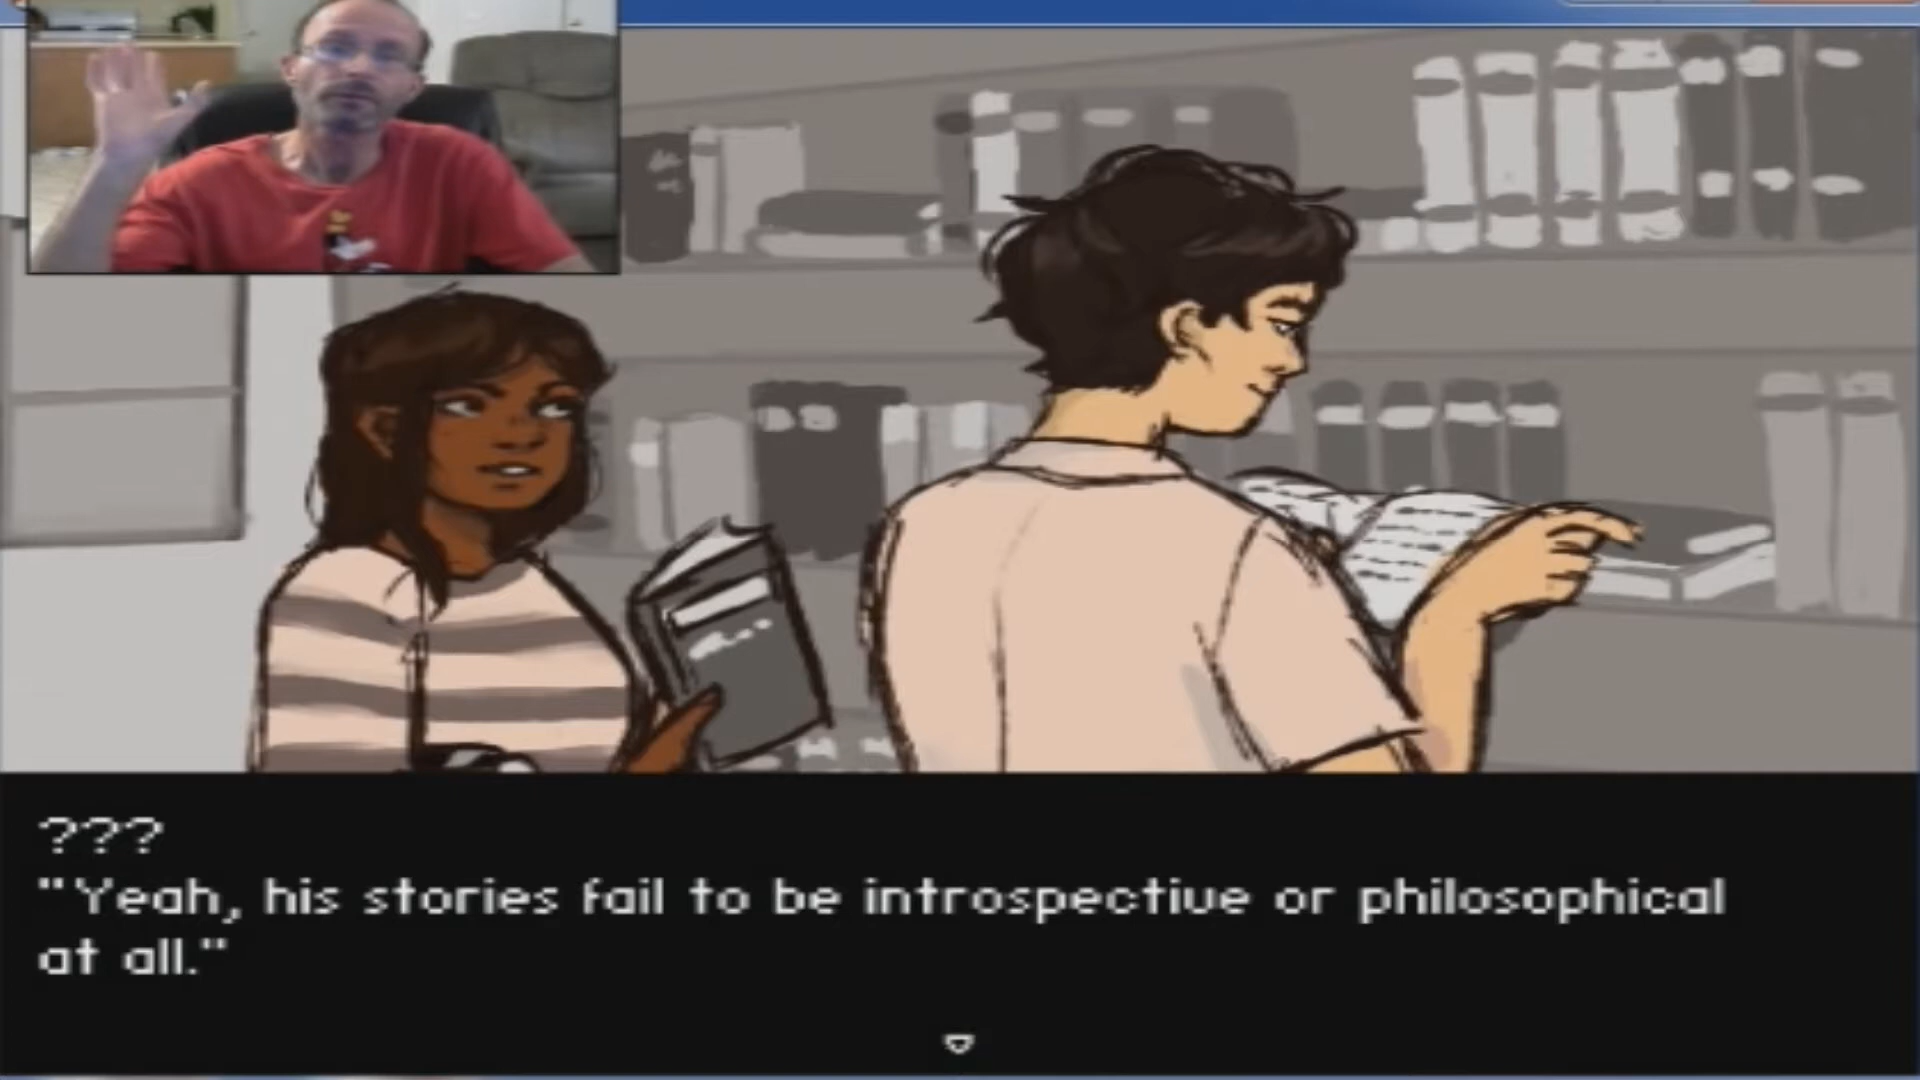 ???
"Yeah, his stories fail to be introspective or philosophical
at all."